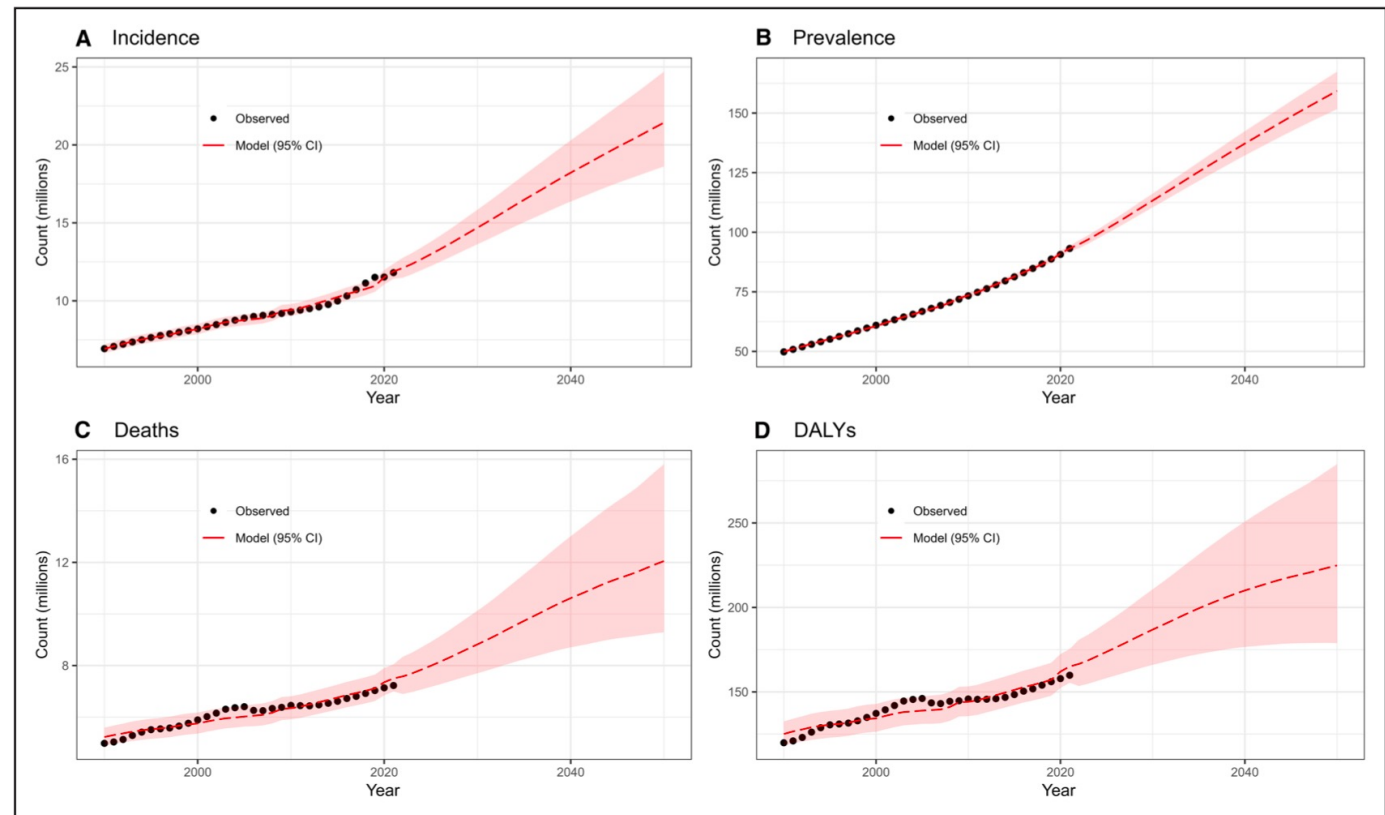 A Incidence
25
20
15
10
Count (millions)
Observed
Model (95% CI)
2000 2020 2040
Year
B Prevalence
150
125
100
75
50
Count (millions)
Observed
Model (95% CI)
2000 2020 2040
Year
C Deaths
16
12
8
Count (millions)
Observed
Model (95% CI)
2000 2020 2040
Year
D DALYs
250
200
150
Count (millions)
Observed
Model (95% CI)
2000 2020 2040
Year